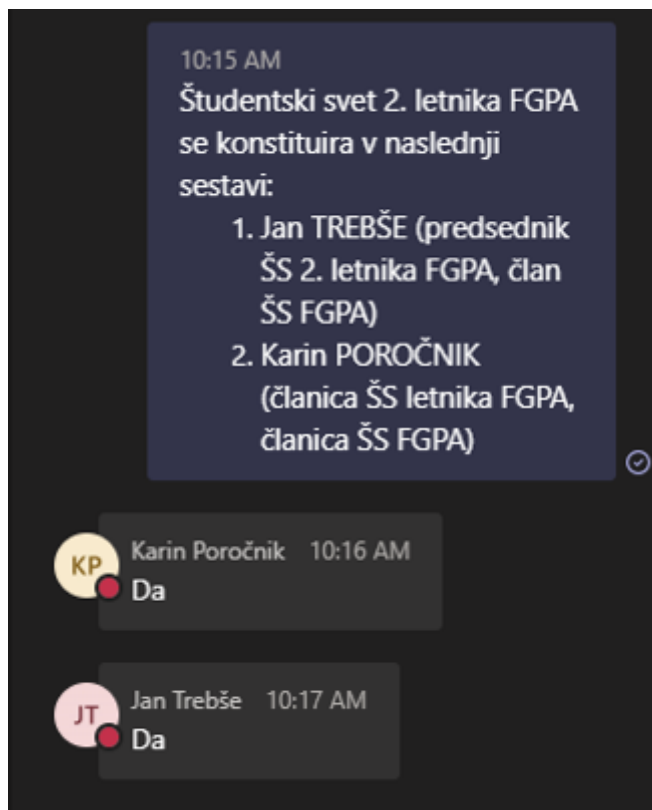 10:15 AM
Študentski svet 2. letnika FGPA
se konstituira v naslednji
sestavi:
1. Jan TREBŠE (predsednik
ŠS 2. letnika FGPA, član
ŠS FGPA)
2. Karin POROČNIK
(članica ŠS letnika FGPA,
članica ŠS FGPA)
KP
Karin Poročnik 10:16 AM
Da
JT
Jan Trebše 10:17 AM
Da